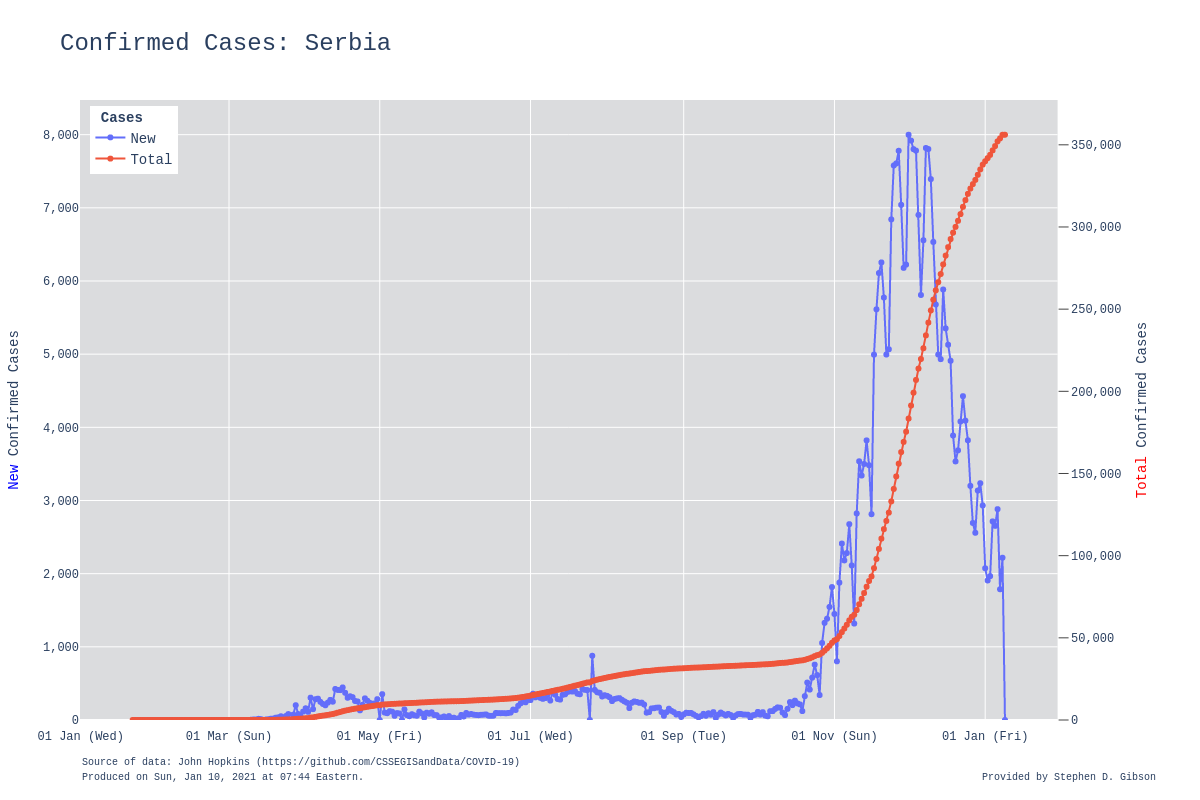 Confirmed Cases: Serbia
Cases
New
Total
8,000
7,000
6,000
5,000
4,000
3,000
2,000
1,000
0
New Confirmed Cases
350,000
300,000
250,000
200,000
150,000
100,000
50,000
0
Total Confirmed Cases
01 Jan (Wed) 01 Mar (Sun) 01 May (Fri) 01 Jul (Wed) 01 Sep (Tue) 01 Nov (Sun) 01 Jan (Fri)
Source of data: John Hopkins (https://github.com/CSSEGISandData/COVID-19)
Produced on Sun, Jan 10, 2021 at 07:44 Eastern.
Provided by Stephen D. Gibson